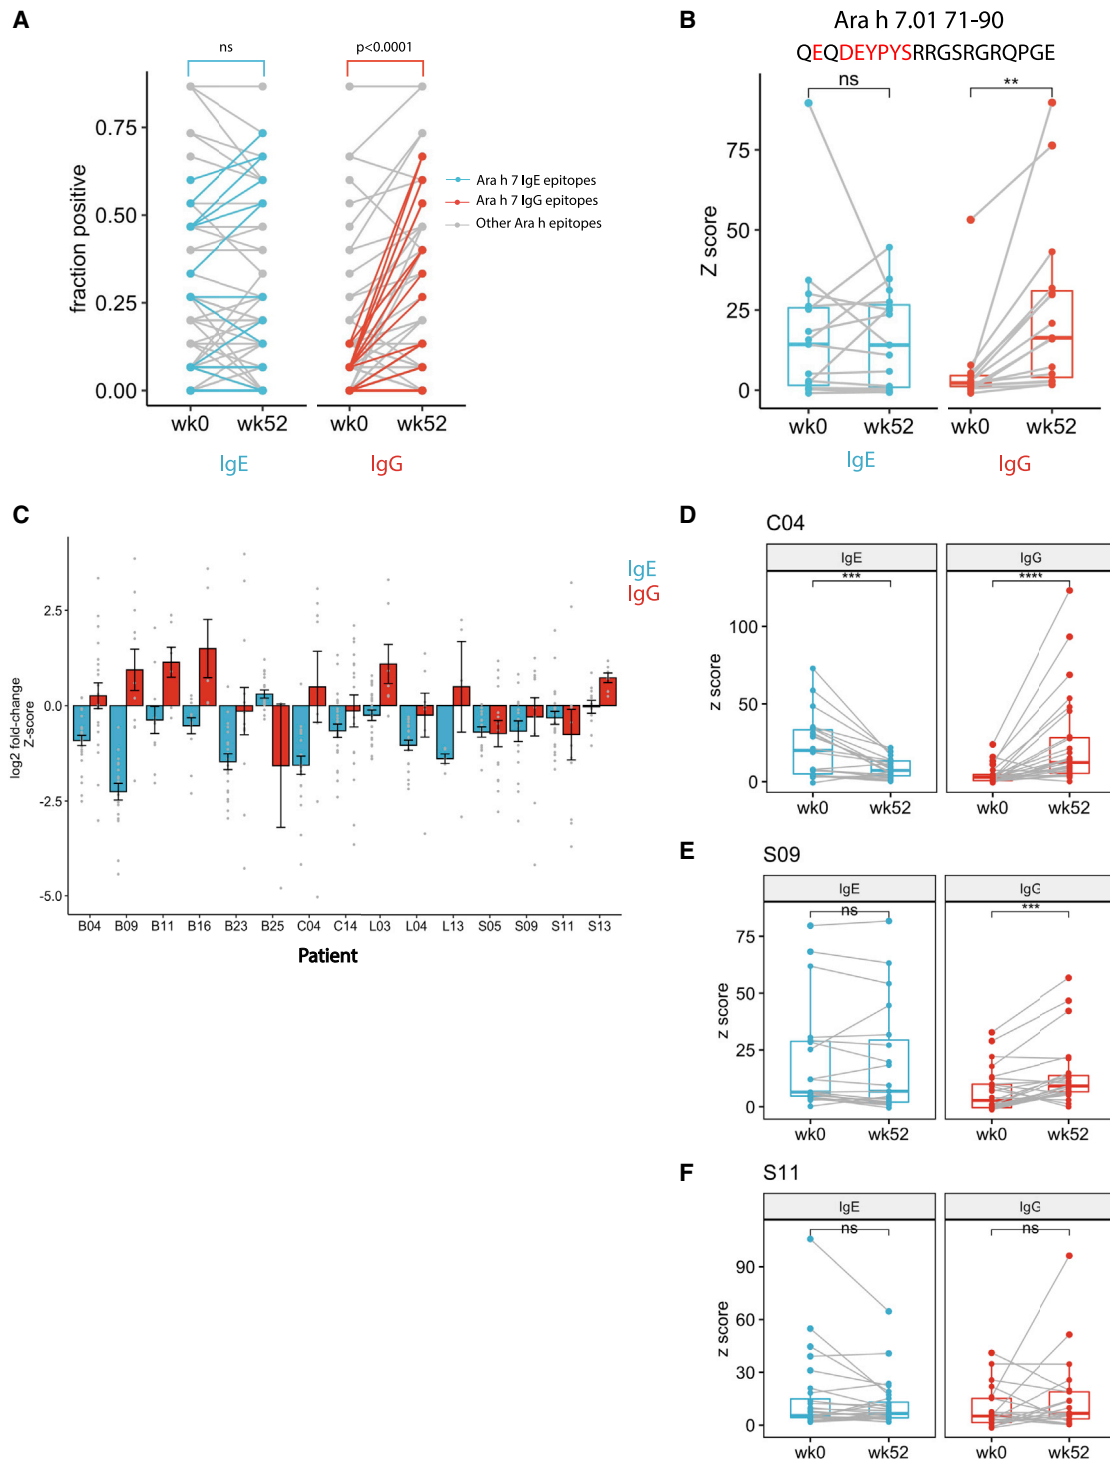 A
ns
p<0.0001
fraction positive
0.75
0.50
0.25
0.00
wk0
wk52
wk0
wk52
IgE
IgG
Ara h 7 IgE epitopes
Ara h 7 IgG epitopes
Other Ara h epitopes
B
Ara h 7.01 71-90
QEQDEYPYSRRGSRGRQPGE
ns
**
Z score
75
50
25
0
wk0
wk52
wk0
wk52
IgE
IgG
C
IgE
IgG
log2 fold-change
Z-score
2.5
0.0
-2.5
-5.0
B04 B09 B11 B16 B23 B25 C04 C14 L03 L04 L13 S05 S09 S11 S13
Patient
D
C04
IgE
IgG
***
****
z score
100
50
0
wk0
wk52
wk0
wk52
E
S09
IgE
IgG
ns
***
z score
75
50
25
0
wk0
wk52
wk0
wk52
F
S11
IgE
IgG
ns
ns
z score
90
60
30
0
wk0
wk52
wk0
wk52